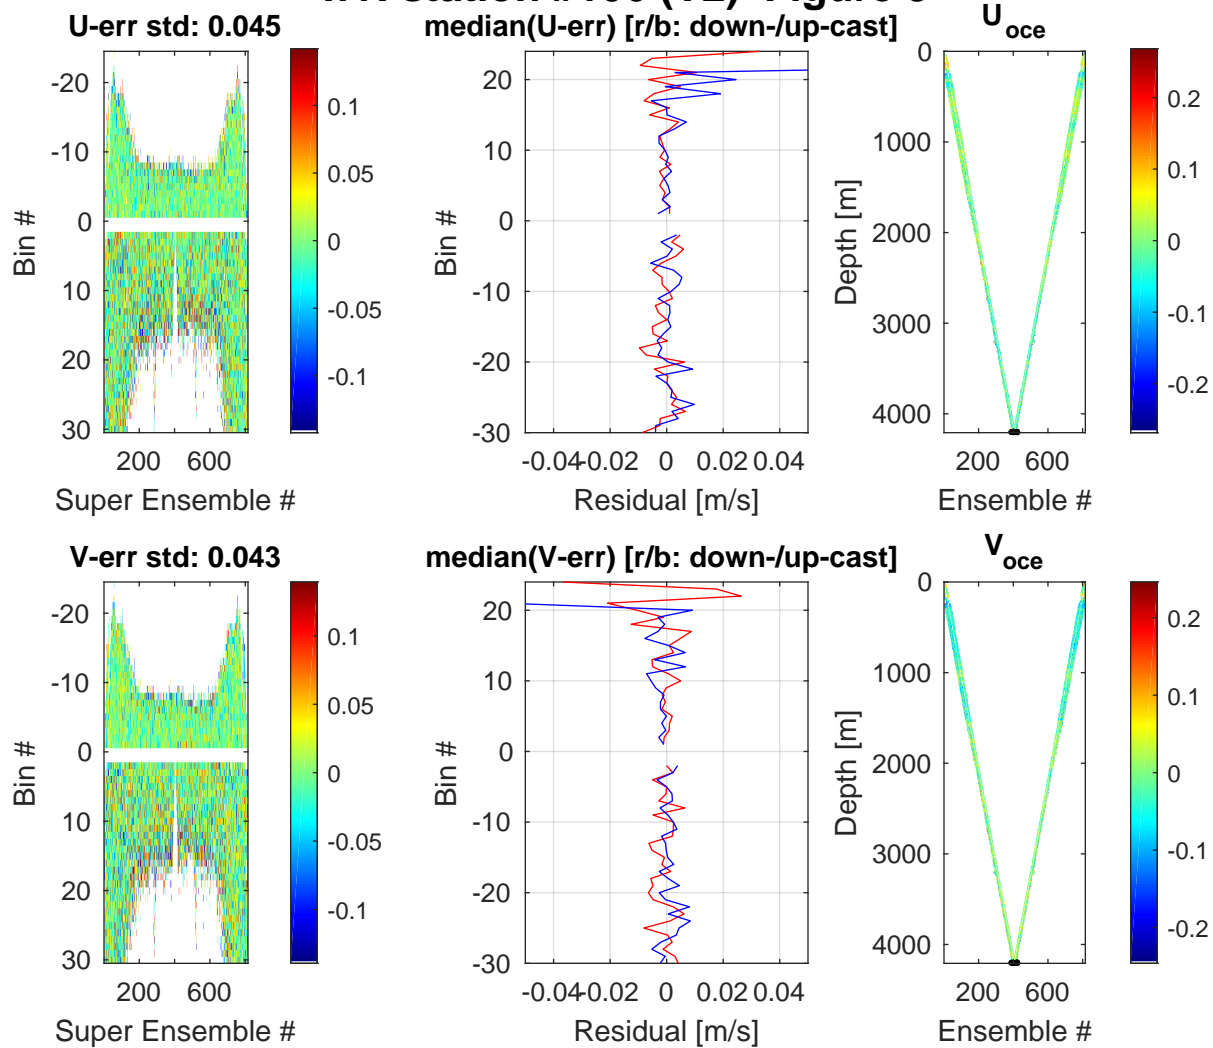 U-err std: 0.045
-20
-10
0
10
20
30
Bin #
200 600
Super Ensemble #
0.1
0.05
0
-0.05
-0.1
median(U-err) [r/b: down-/up-cast]
20
10
0
-10
-20
-30
Bin #
-0.04 -0.02 0 0.02 0.04
Residual [m/s]
U_oce
0
1000
2000
3000
4000
Depth [m]
200 600
Ensemble #
0.2
0.1
0
-0.1
-0.2
V-err std: 0.043
-20
-10
0
10
20
30
Bin #
200 600
Super Ensemble #
0.1
0.05
0
-0.05
-0.1
median(V-err) [r/b: down-/up-cast]
20
10
0
-10
-20
-30
Bin #
-0.04 -0.02 0 0.02 0.04
Residual [m/s]
V_oce
0
1000
2000
3000
4000
Depth [m]
200 600
Ensemble #
0.2
0.1
0
-0.1
-0.2